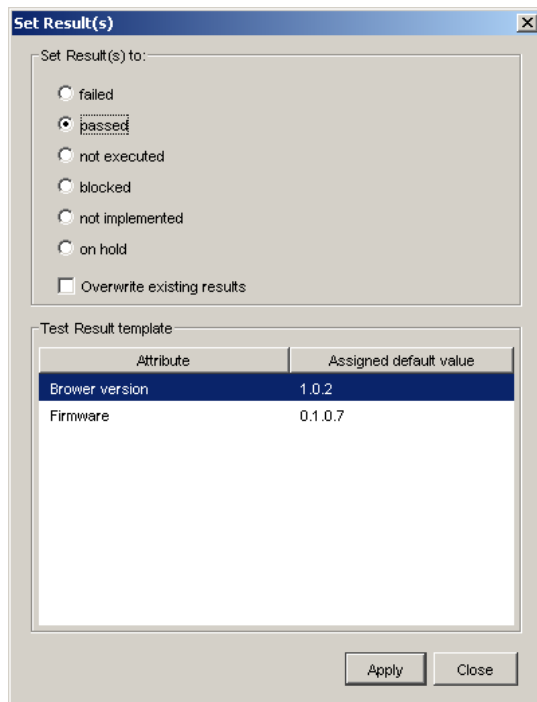 Set Result(s)
Set Result(s) to:
failed
passed
not executed
blocked
not implemented
on hold
Overwrite existing results
Test Result template
Attribute Assigned default value
Brower version 1.0.2
Firmware 0.1.0.7
Apply Close